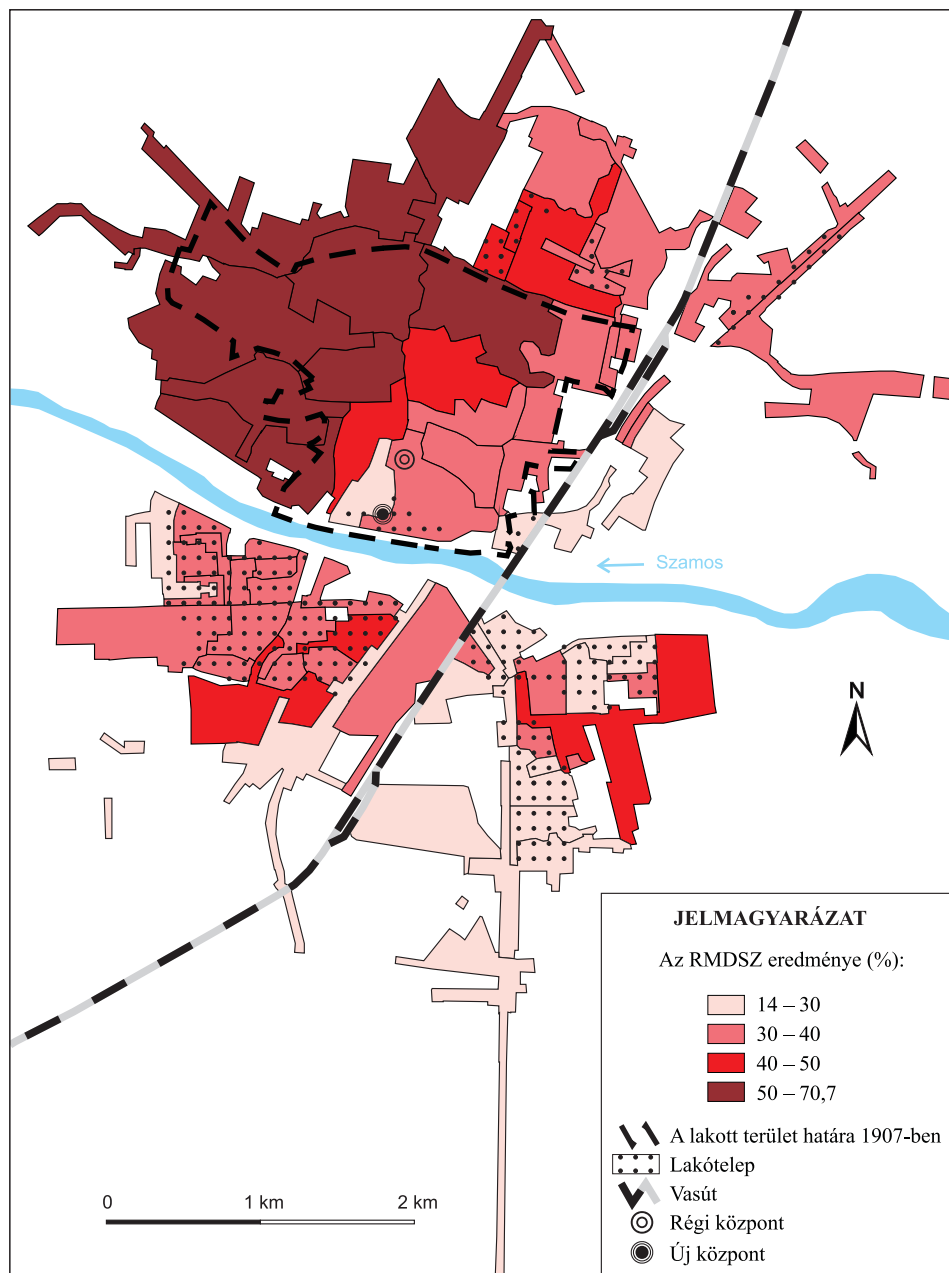 Szamos
N
JELMAGYARÁZAT
Az RMDSZ eredménye (%):
14 – 30
30 – 40
40 – 50
50 – 70,7
A lakott terület határa 1907-ben
Lakótelep
Vasút
Régi központ
Új központ
0 1 km 2 km